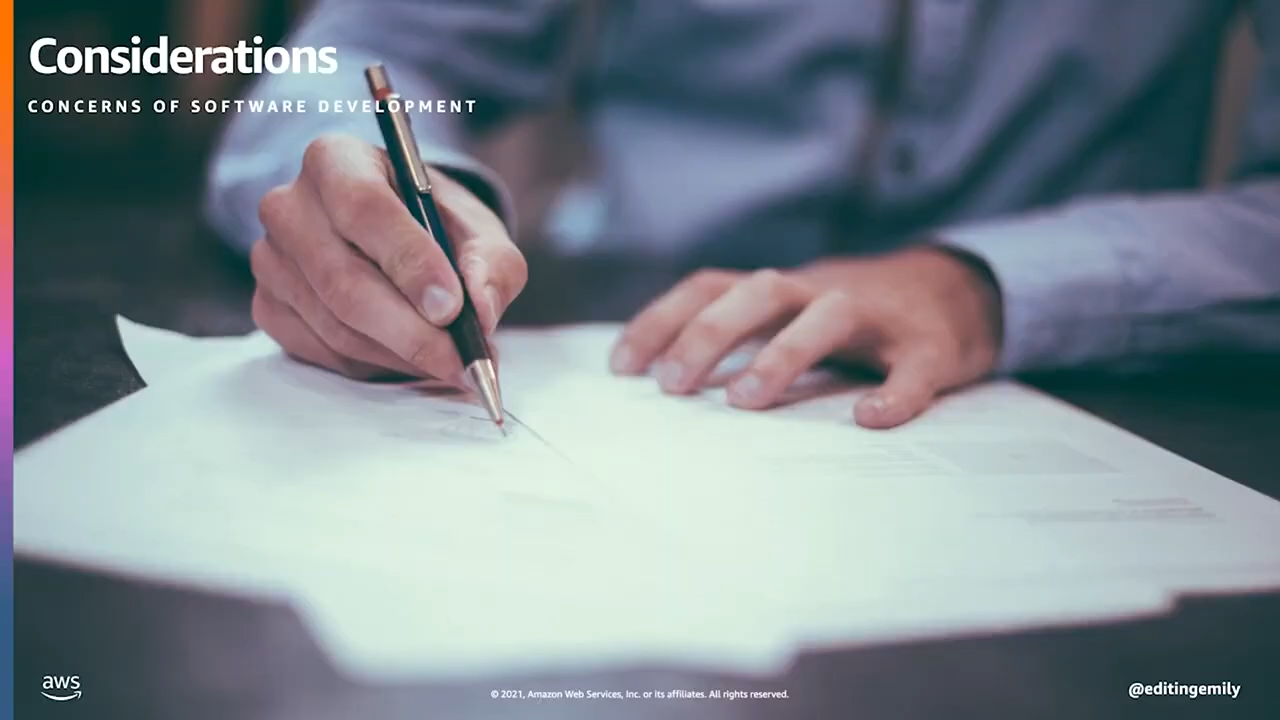 Considerations
CONCERNS OF SOFTWARE DEVELOPMENT
aws
© 2021, Amazon Web Services, Inc. or its affiliates. All rights reserved.
@editingemily